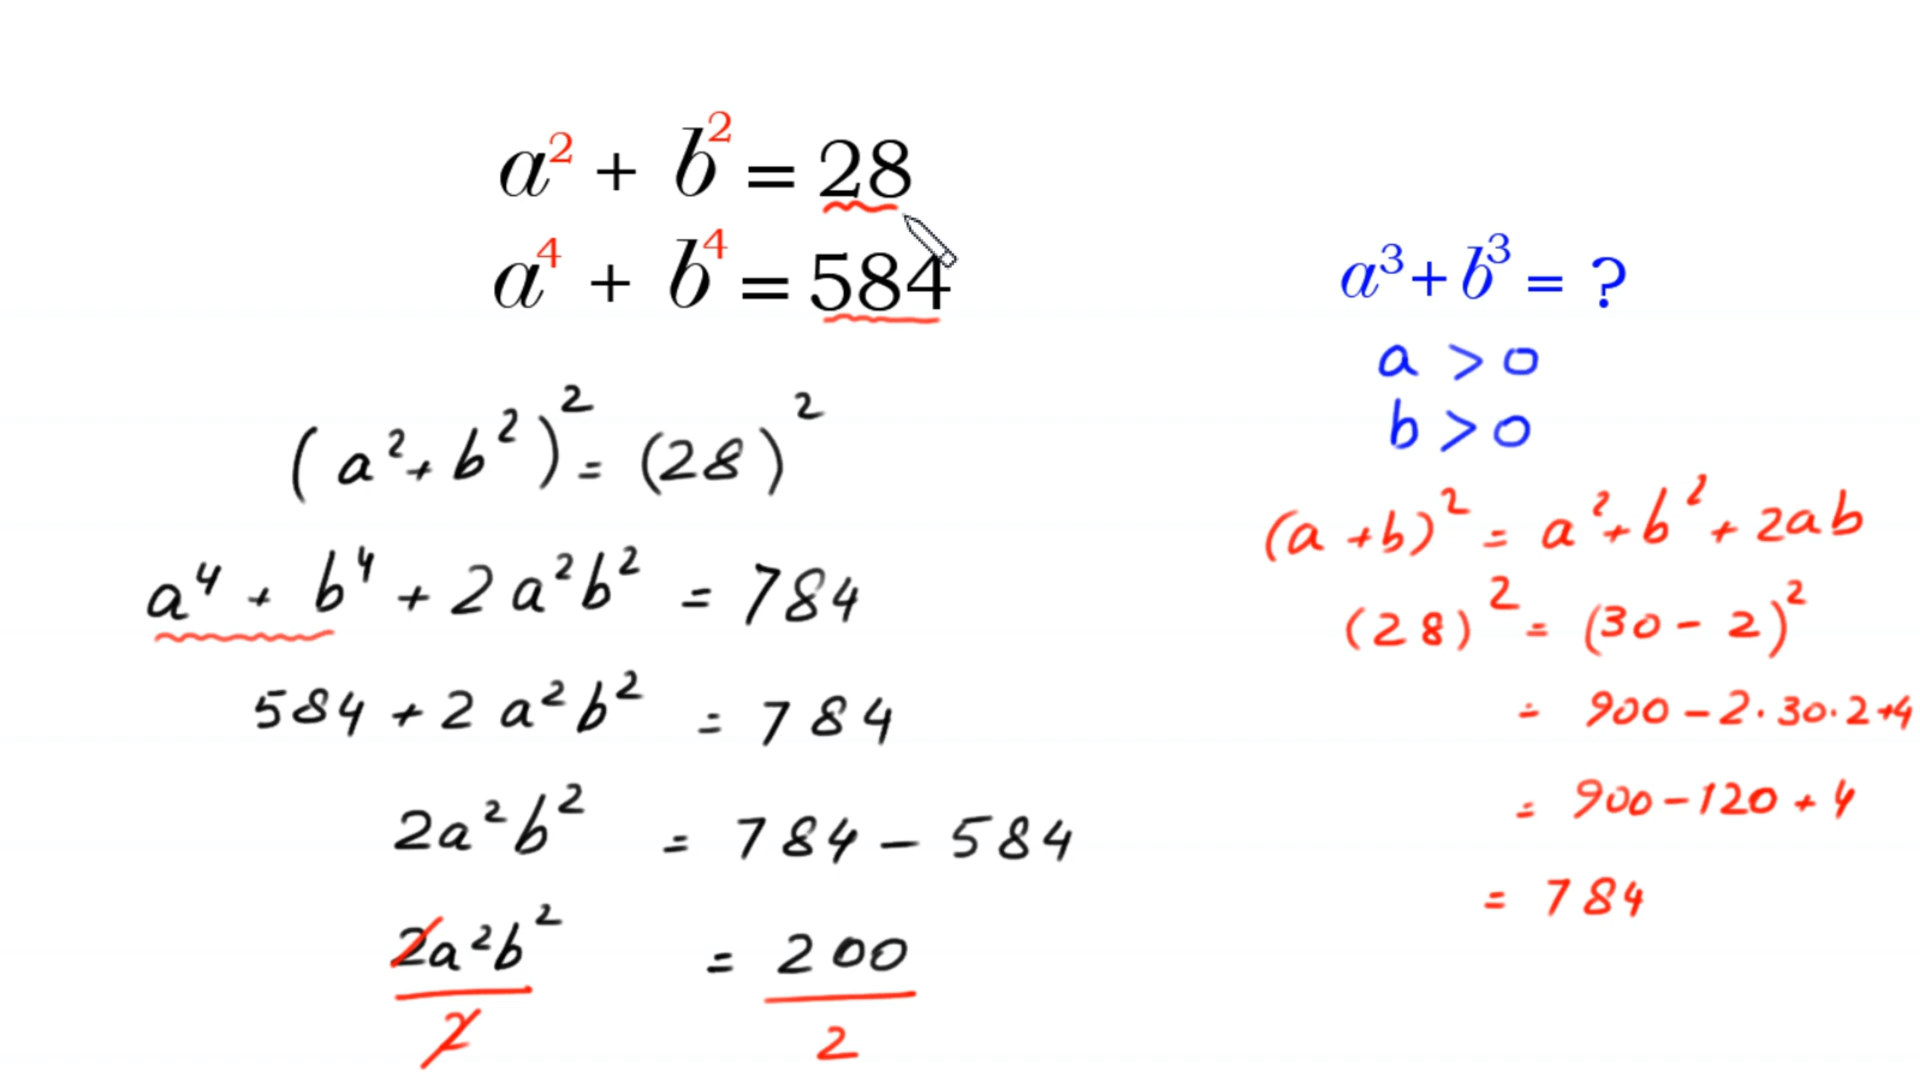 a² + b² = 28
a⁴ + b⁴ = 584
(a² + b²)² = (28)²
a⁴ + b⁴ + 2a²b² = 784
584 + 2a²b² = 784
2a²b² = 784 - 584
2a²b² = 200
2 2
a³ + b³ = ?
a > 0
b > 0
(a + b)² = a² + b² + 2ab
(28)² = (30 - 2)²
= 900 - 2·30·2 + 4
= 900 - 120 + 4
= 784